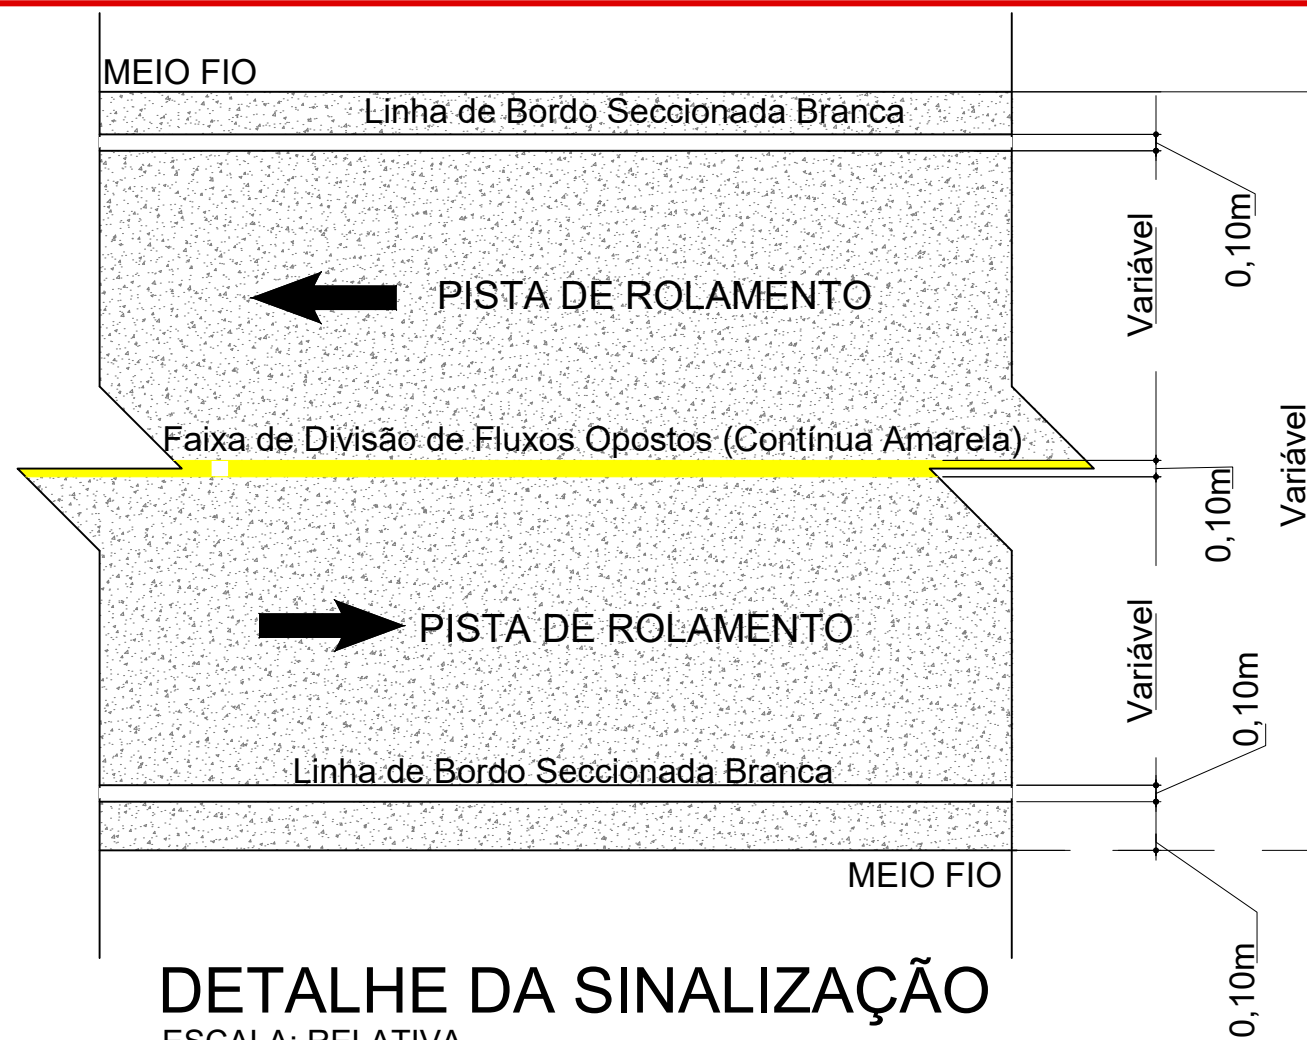 MEIO FIO
Linha de Bordo Seccionada Branca
0,10m
Variável
PISTA DE ROLAMENTO
Faixa de Divisão de Fluxos Opostos (Contínua Amarela)
Variável
0,10m
PISTA DE ROLAMENTO
Variável
0,10m
Linha de Bordo Seccionada Branca
MEIO FIO
0,10m
DETALHE DA SINALIZAÇÃO
ESCALA: RELATIVA